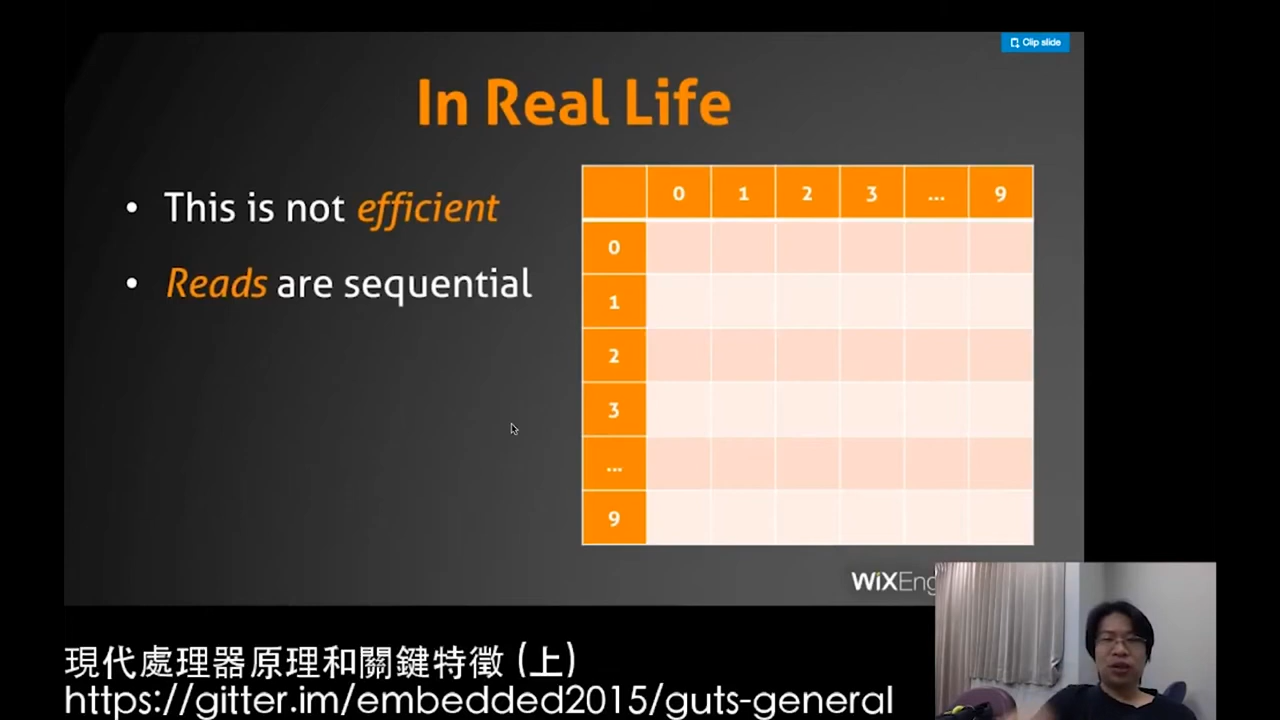 Clip slide
In Real Life
• This is not efficient
• Reads are sequential
0 1 2 3 ... 9
0
1
2
3
...
9
WiXEng
現代處理器原理和關鍵特徵 (上)
https://gitter.im/embedded2015/guts-general